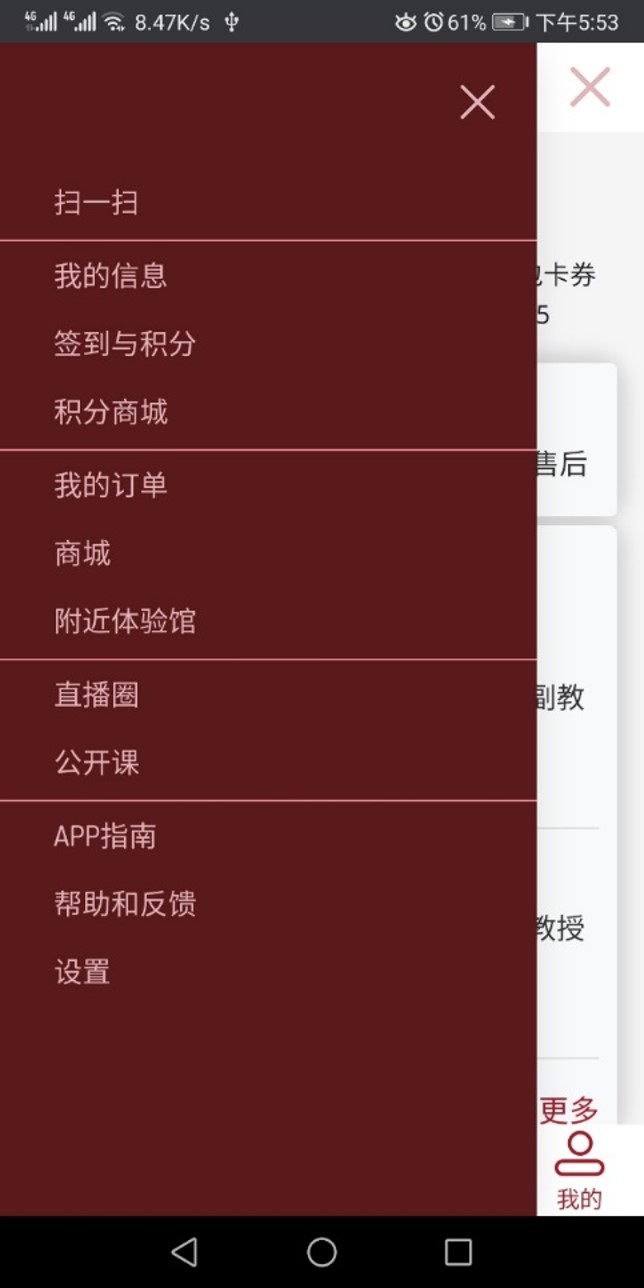 4G 4G 8.47K/s 61% 下午5:53
扫一扫
我的信息
卡券
签到与积分
5
积分商城
售后
我的订单
商城
附近体验馆
直播圈
副教
公开课
APP指南
帮助和反馈
教授
设置
更多
我的